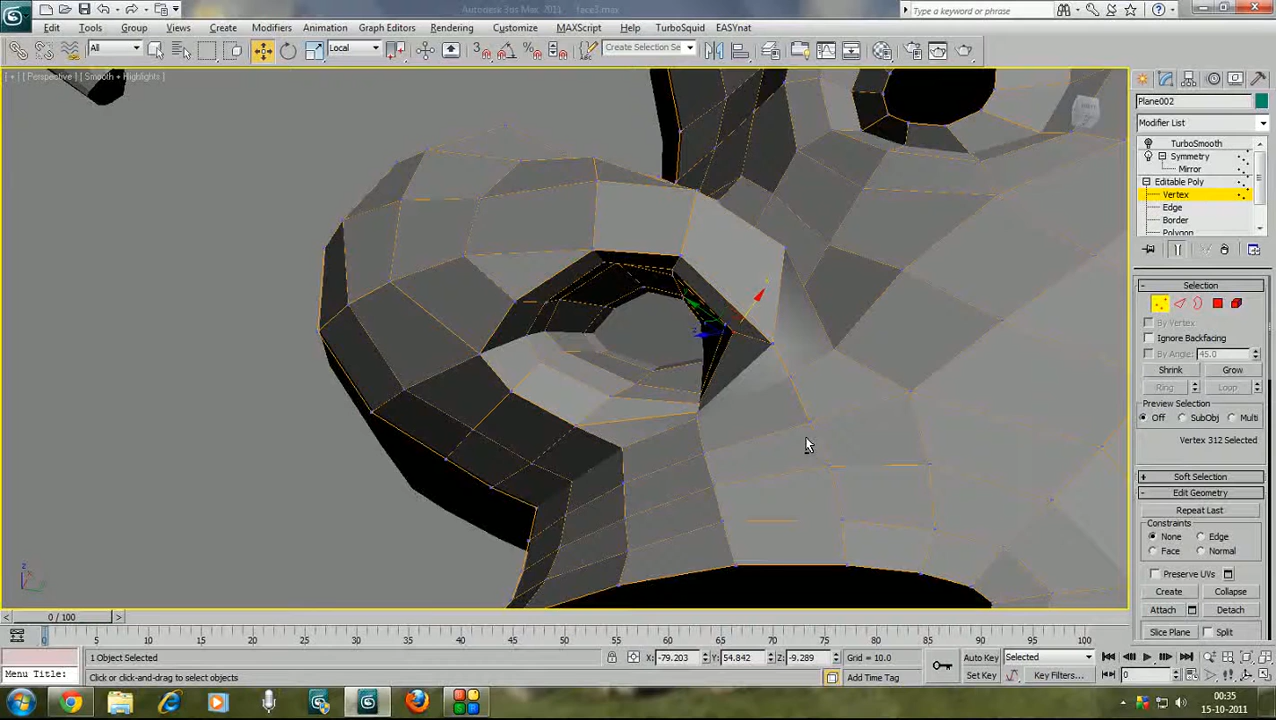 Autodesk 3ds Max 2011
face3.max
Type a keyword or phrase
Edit Tools Group Views Create Modifiers Animation Graph Editors Rendering Customize MAXScript Help TurboSquid EASYnat
All Local Create Selection Se
[ + ] [ Perspective ] [ Smooth + Highlights ]
Plane002
Modifier List
TurboSmooth
Symmetry
Mirror
Editable Poly
Vertex
Edge
Border
Polygon
Selection
By Vertex
Ignore Backfacing
By Angle: 45.0
Shrink Grow
Ring Loop
Preview Selection
Off SubObj Multi
Vertex 312 Selected
Soft Selection
Edit Geometry
Repeat Last
Constraints
None Edge
Face Normal
Preserve UVs
Create Collapse
Attach Detach
Slice Plane Split
z
0 / 100
0 5 10 15 20 25 30 35 40 45 50 55 60 65 70 75 80 85 90 95 100
1 Object Selected X: -79.203 Y: 54.842 Z: -9.289 Grid = 10.0 Auto Key Selected
Menu Title: Click or click-and-drag to select objects Add Time Tag Set Key Key Filters... 0
00:35
15-10-2011